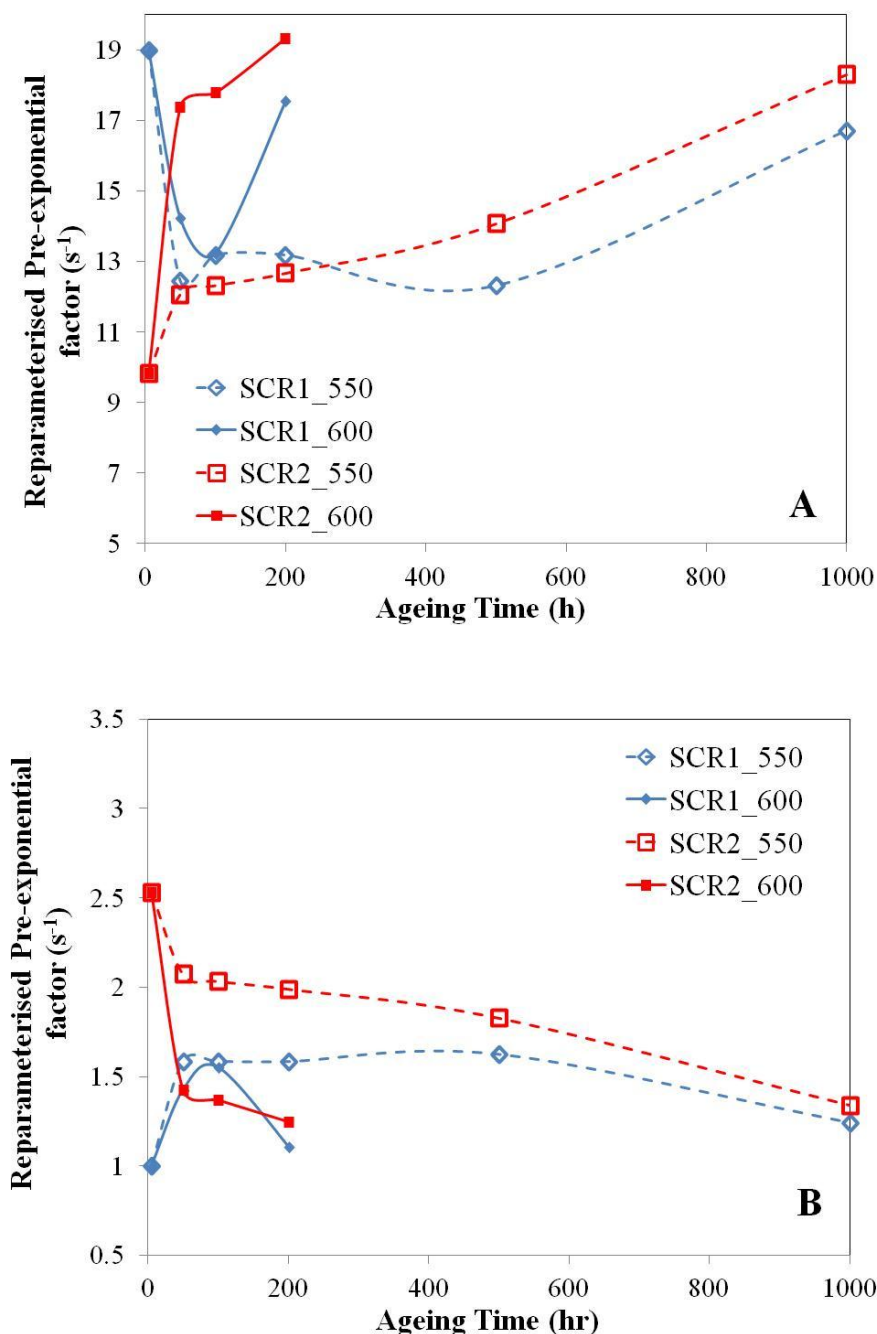 Reparameterised Pre-exponential
factor (s⁻¹)
19
17
15
13
11
9
7
5
SCR1_550
SCR1_600
SCR2_550
SCR2_600
A
0
200
400
600
800
1000
Ageing Time (h)
Reparameterised Pre-exponential
factor (s⁻¹)
3.5
3
2.5
2
1.5
1
0.5
SCR1_550
SCR1_600
SCR2_550
SCR2_600
B
0
200
400
600
800
1000
Ageing Time (hr)